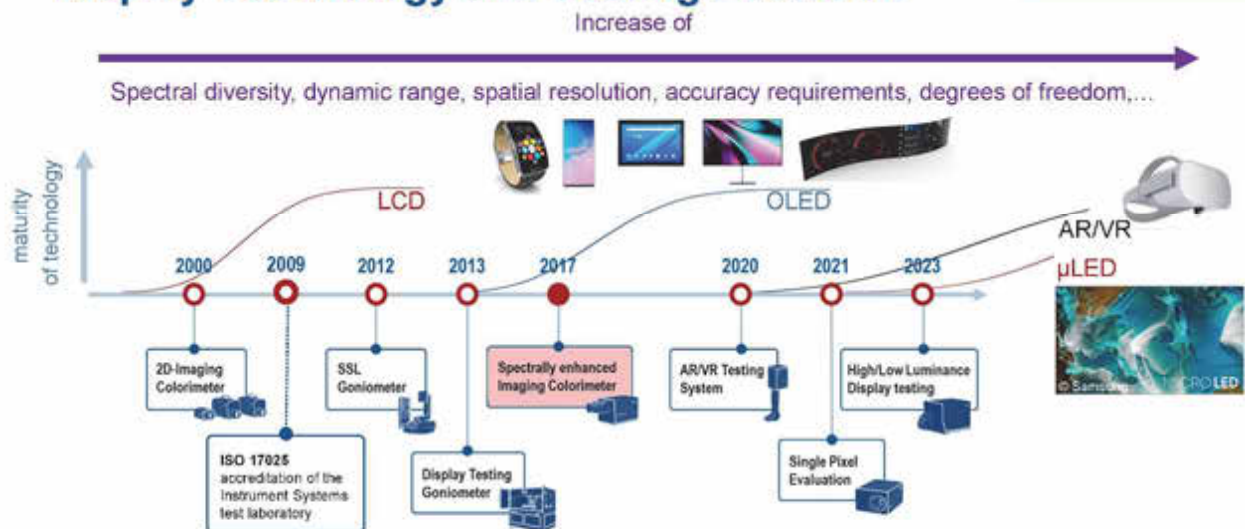 Increase of
Spectral diversity, dynamic range, spatial resolution, accuracy requirements, degrees of freedom,...
maturity
of technology
LCD
OLED
AR/VR
µLED
2000
2009
2012
2013
2017
2020
2021
2023
2D-Imaging
Colorimeter
SSL
Goniometer
Spectrally enhanced
Imaging Colorimeter
AR/VR Testing
System
High/Low Luminance
Display testing
© Samsung
ISO 17025
accreditation of the
Instrument Systems
test laboratory
Display Testing
Goniometer
Single Pixel
Evaluation